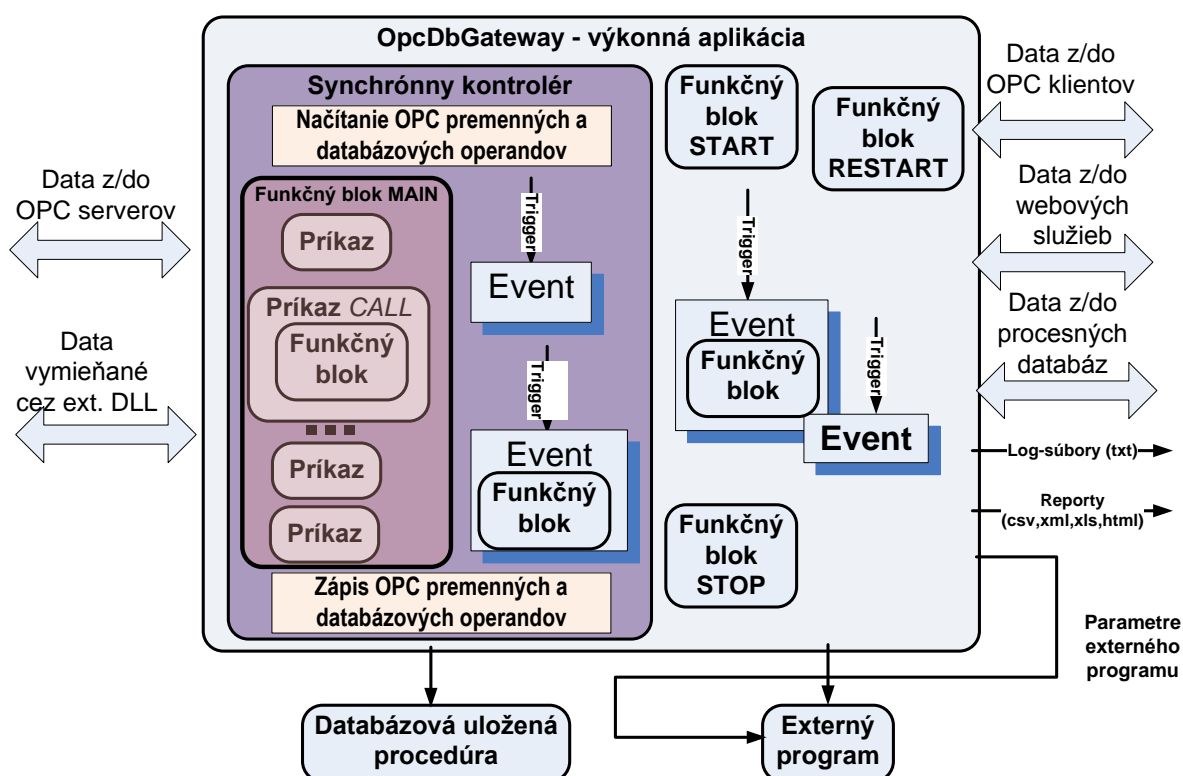 OpcDbGateway - výkonná aplikácia
Synchrónny kontrolér
Načítanie OPC premenných a
databázových operandov
Funkčný blok MAIN
Príkaz
Príkaz CALL
Funkčný
blok
Príkaz
Príkaz
Trigger
Event
Trigger
Event
Funkčný
blok
Zápis OPC premenných a
databázových operandov
Funkčný
blok
START
Funkčný
blok
RESTART
Trigger
Event
Funkčný
blok
Trigger
Event
Funkčný
blok
STOP
Data z/do
OPC serverov
Data
vymieňané
cez ext. DLL
Data z/do
OPC klientov
Data z/do
webových
služieb
Data z/do
procesných
databáz
Log-súbory (txt)
Reporty
(csv,xml,xls,html)
Parametre
externého
programu
Databázová uložená
procedúra
Externý
program